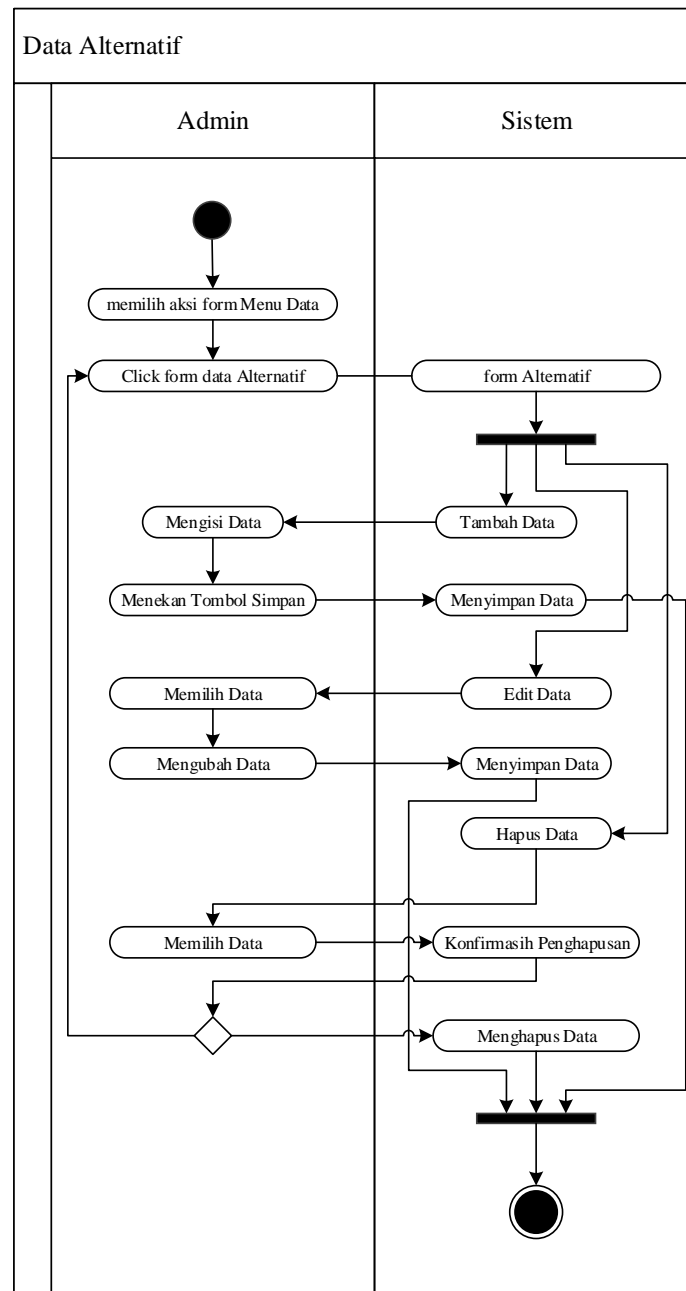 Data Alternatif
Admin
Sistem
memilih aksi form Menu Data
Click form data Alternatif
form Alternatif
Mengisi Data
Tambah Data
Menekan Tombol Simpan
Menyimpan Data
Memilih Data
Edit Data
Mengubah Data
Menyimpan Data
Hapus Data
Memilih Data
Konfirmasih Penghapusan
Menghapus Data